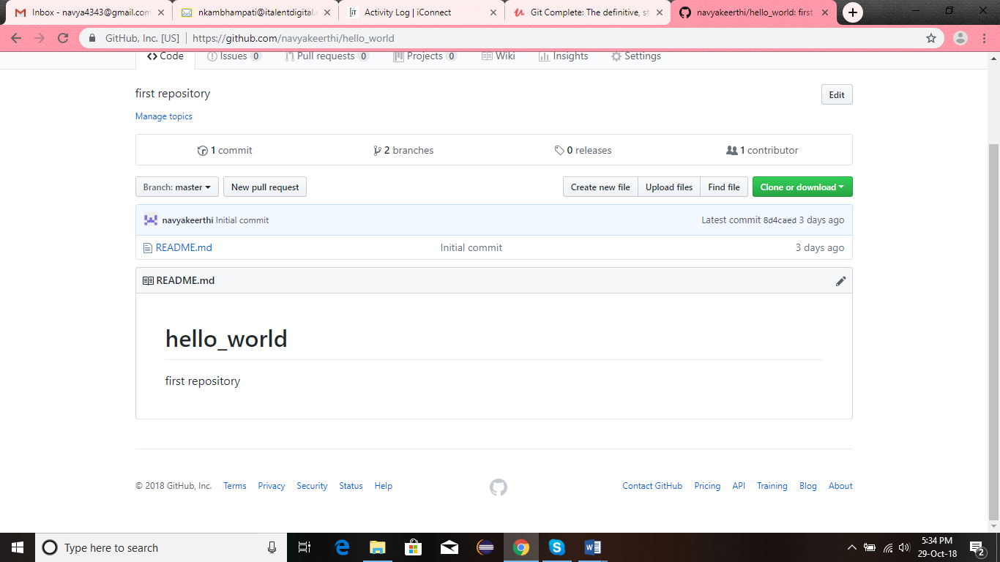 Inbox - navya4343@gmail.com
nkambhampati@italentdigital.c
iT Activity Log | iConnect
Git Complete: The definitive, st
navyakeerthi/hello_world: first
GitHub, Inc. [US] https://github.com/navyakeerthi/hello_world
Code Issues 0 Pull requests 0 Projects 0 Wiki Insights Settings
first repository Edit
Manage topics
1 commit 2 branches 0 releases 1 contributor
Branch: master New pull request Create new file Upload files Find file Clone or download
navyakeerthi Initial commit Latest commit 8d4caed 3 days ago
README.md Initial commit 3 days ago
README.md
hello_world
first repository
© 2018 GitHub, Inc. Terms Privacy Security Status Help Contact GitHub Pricing API Training Blog About
Type here to search
5:34 PM
29-Oct-18
2